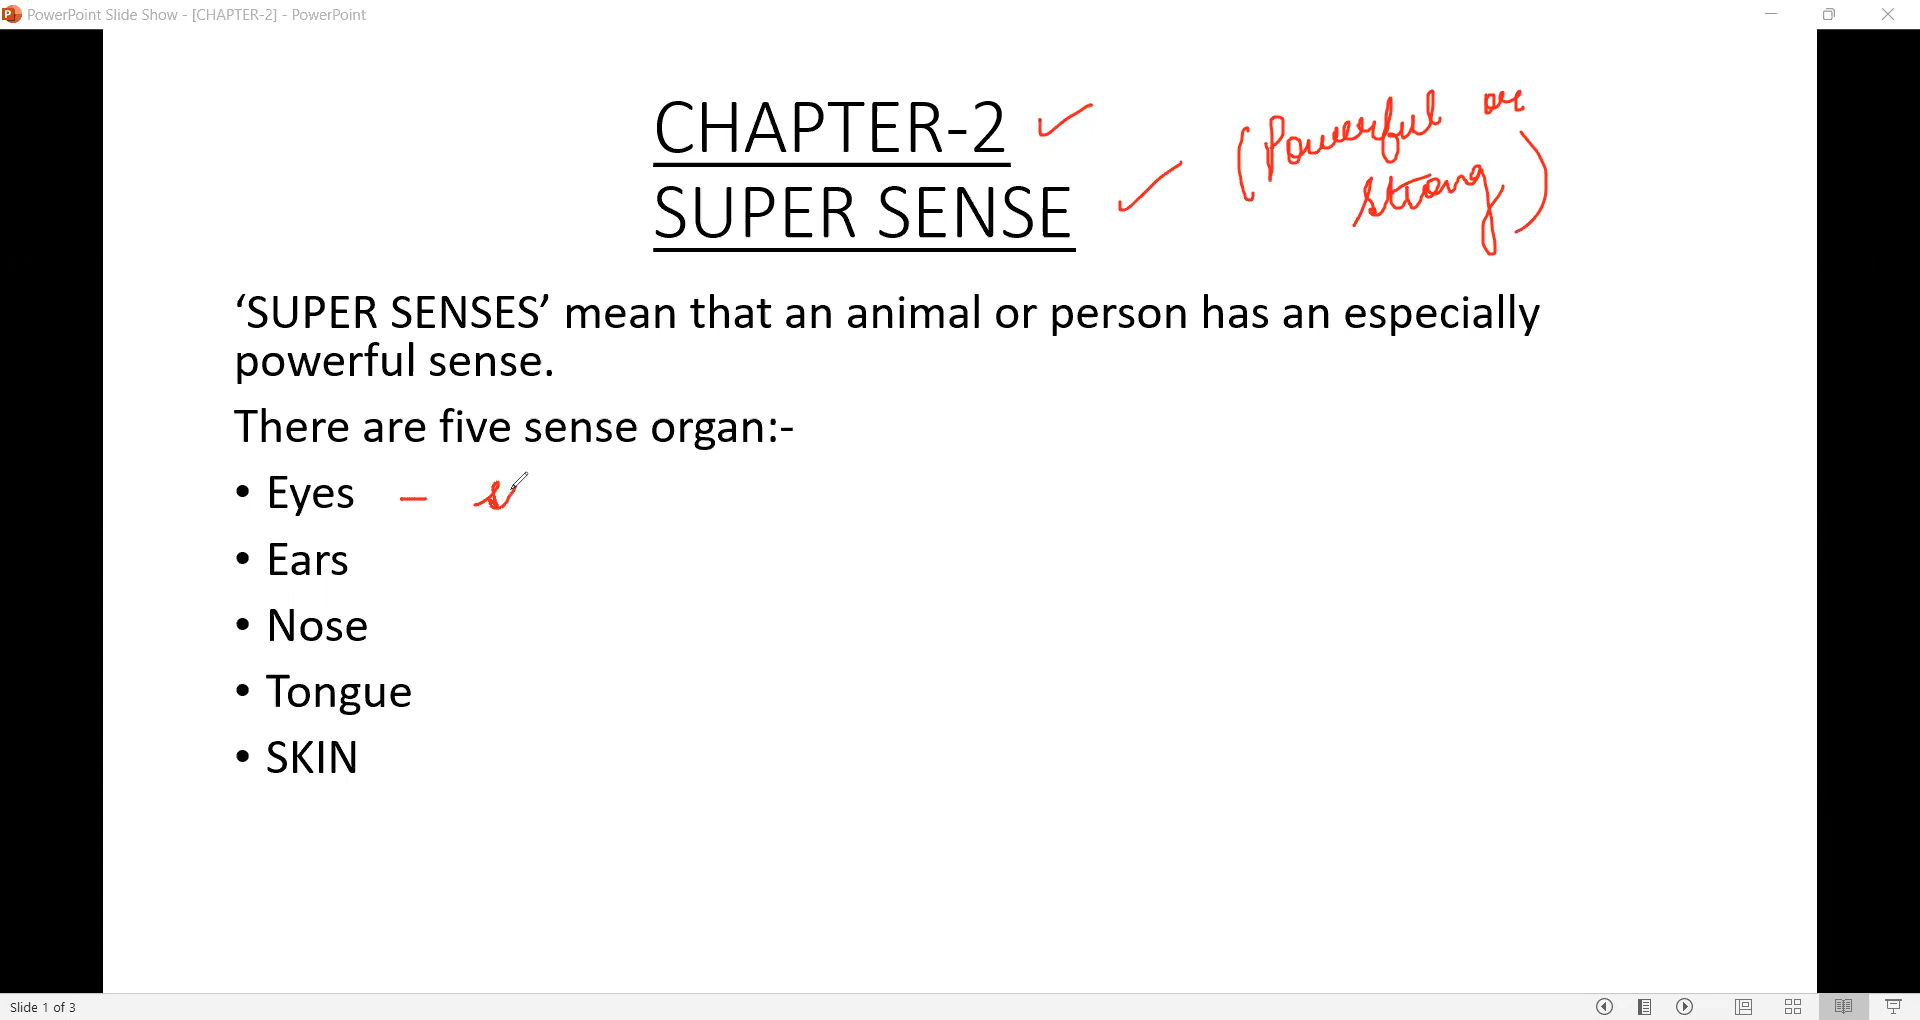 PowerPoint Slide Show - [CHAPTER-2] - PowerPoint
CHAPTER-2
SUPER SENSE
(Powerful or
strong)
‘SUPER SENSES’ mean that an animal or person has an especially
powerful sense.
There are five sense organ:-
• Eyes –
• Ears
• Nose
• Tongue
• SKIN
Slide 1 of 3